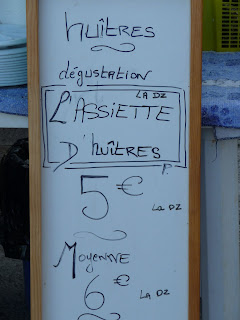 HUÎTRES
dégustation
LA DZ
L'ASSIETTE
D'HUÎTRES
P
5 €
LA DZ
Moyenne
6 €
LA DZ